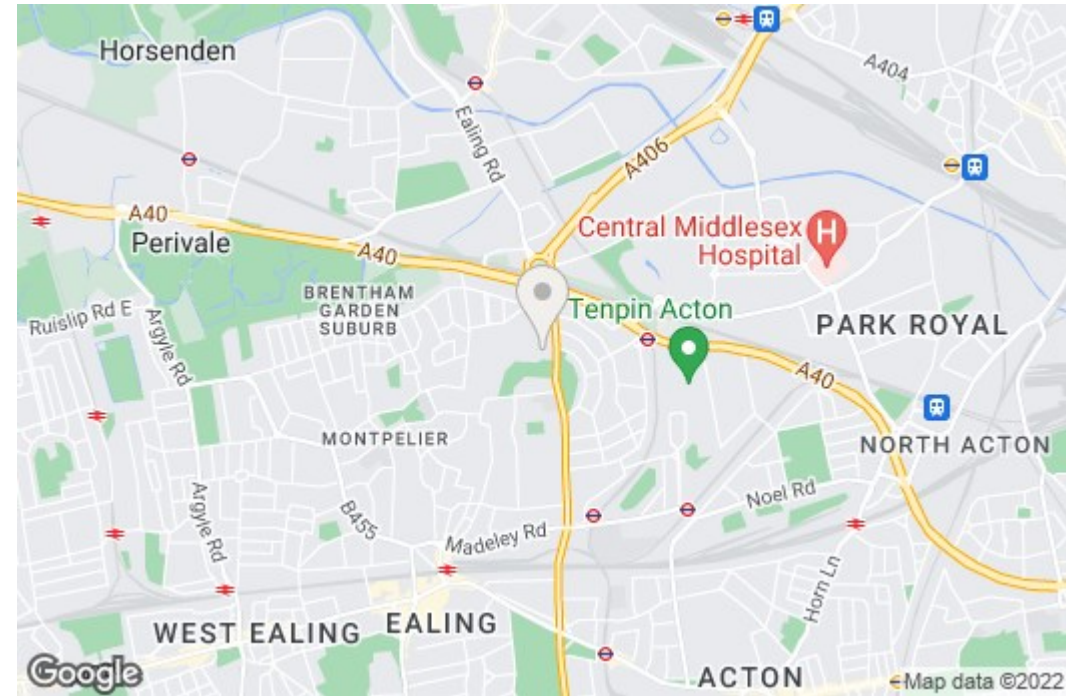 Horsenden
A404
Ealing Rd
A406
A40
Perivale
A40
Central Middlesex
Hospital
H
BRENTHAM
GARDEN
SUBURB
Tenpin Acton
Ruislip Rd E
Argyle Rd
PARK ROYAL
A40
MONTPELIER
NORTH ACTON
Argyle Rd
B455
Noel Rd
Madeley Rd
Horn Ln
WEST EALING
EALING
ACTON
Google
Map data ©2022